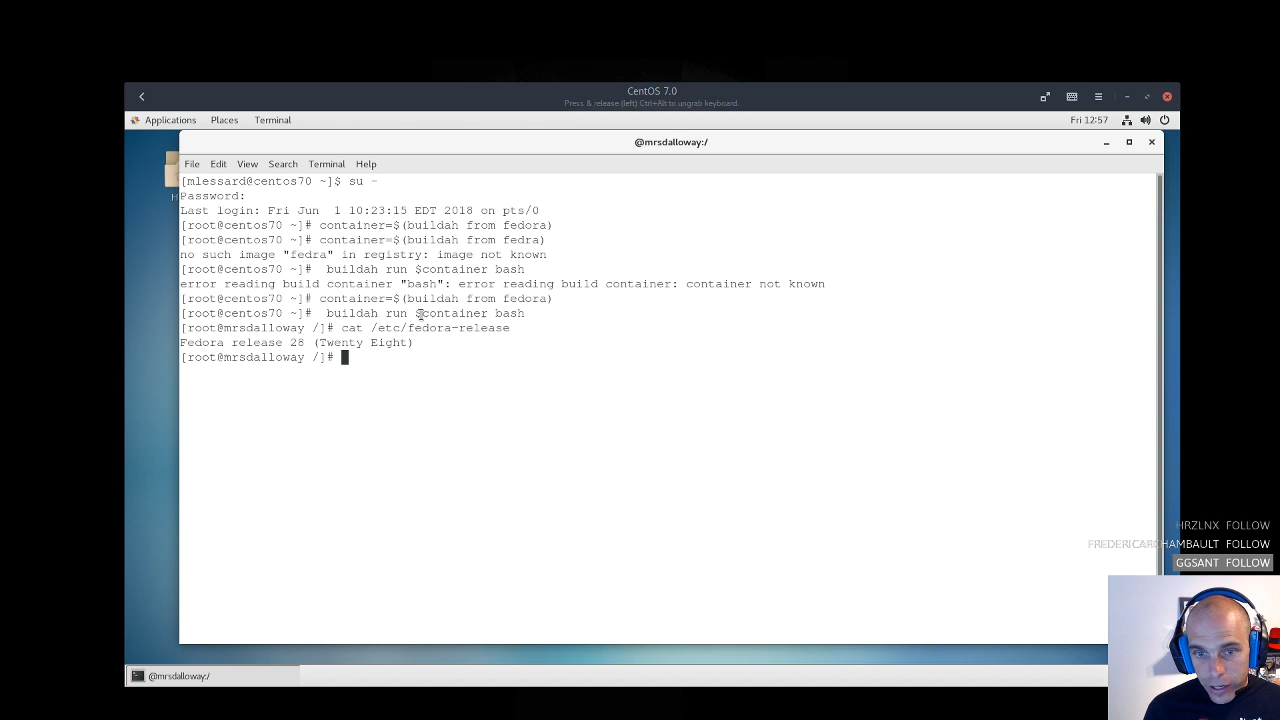 CentOS 7.0
Press & release (left) Ctrl+Alt to ungrab keyboard.
Applications Places Terminal Fri 12:57
@mrsdalloway:/
File Edit View Search Terminal Help
[mlessard@centos70 ~]$ su -
Password:
Last login: Fri Jun  1 10:23:15 EDT 2018 on pts/0
[root@centos70 ~]# container=$(buildah from fedora)
[root@centos70 ~]# container=$(buildah from fedra)
no such image "fedra" in registry: image not known
[root@centos70 ~]#  buildah run $container bash
error reading build container "bash": error reading build container: container not known
[root@centos70 ~]# container=$(buildah from fedora)
[root@centos70 ~]#  buildah run $container bash
[root@mrsdalloway /]# cat /etc/fedora-release
Fedora release 28 (Twenty Eight)
[root@mrsdalloway /]#
HRZLNX FOLLOW
FREDERICARCHAMBAULT FOLLOW
GGSANT FOLLOW
@mrsdalloway:/